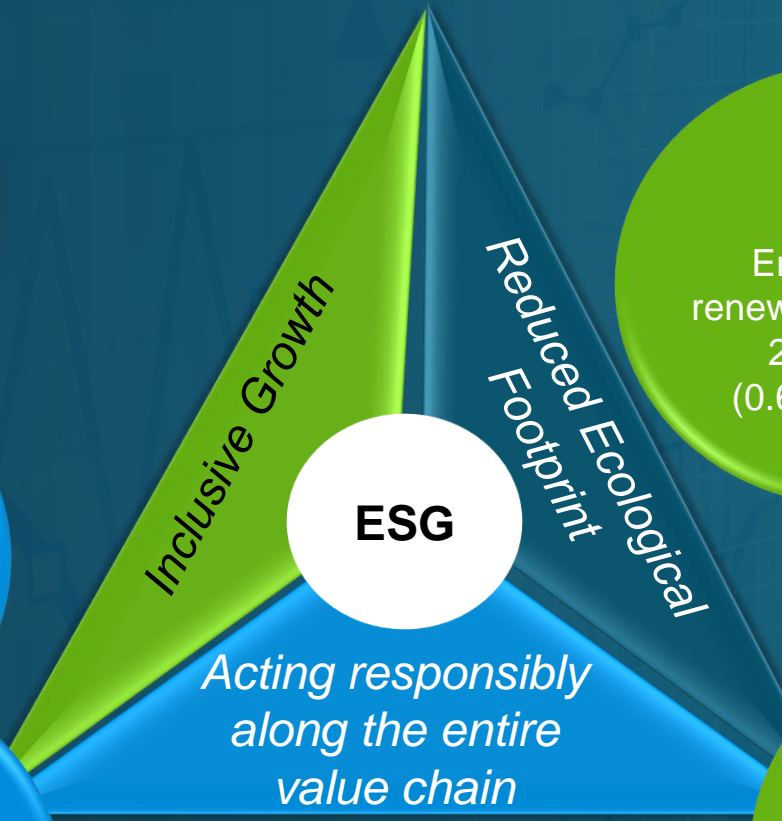 Inclusive Growth
Reduced Ecological
Footprint
ESG
Acting responsibly
along the entire
value chain